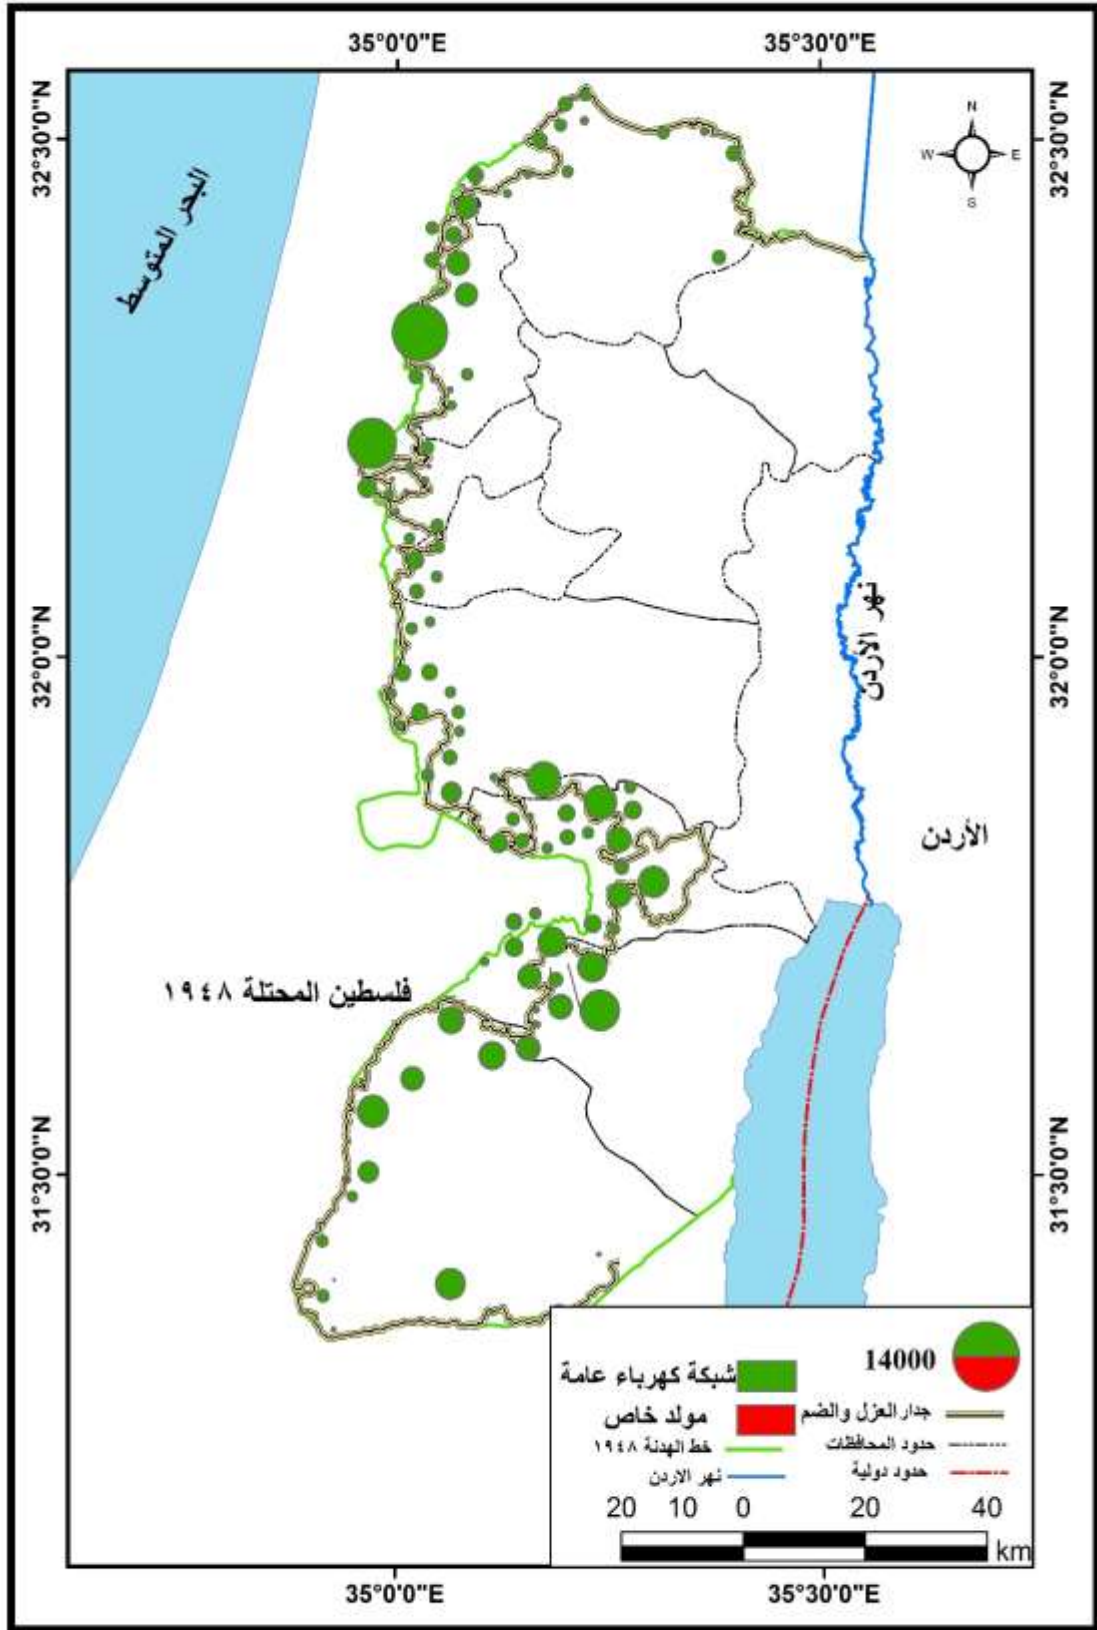 35°0'0"E 35°30'0"E
32°30'0"N 32°30'0"N
N
W E
S
البحر المتوسط
32°0'0"N 32°0'0"N
نهر الأردن
الأردن
فلسطين المحتلة ١٩٤٨
31°30'0"N 31°30'0"N
14000
شبكة كهرباء عامة
مولد خاص
جدار العزل والضم
خط الهدنة ١٩٤٨
حدود المحافظات
نهر الاردن
حدود دولية
20 10 0 20 40
km
35°0'0"E 35°30'0"E